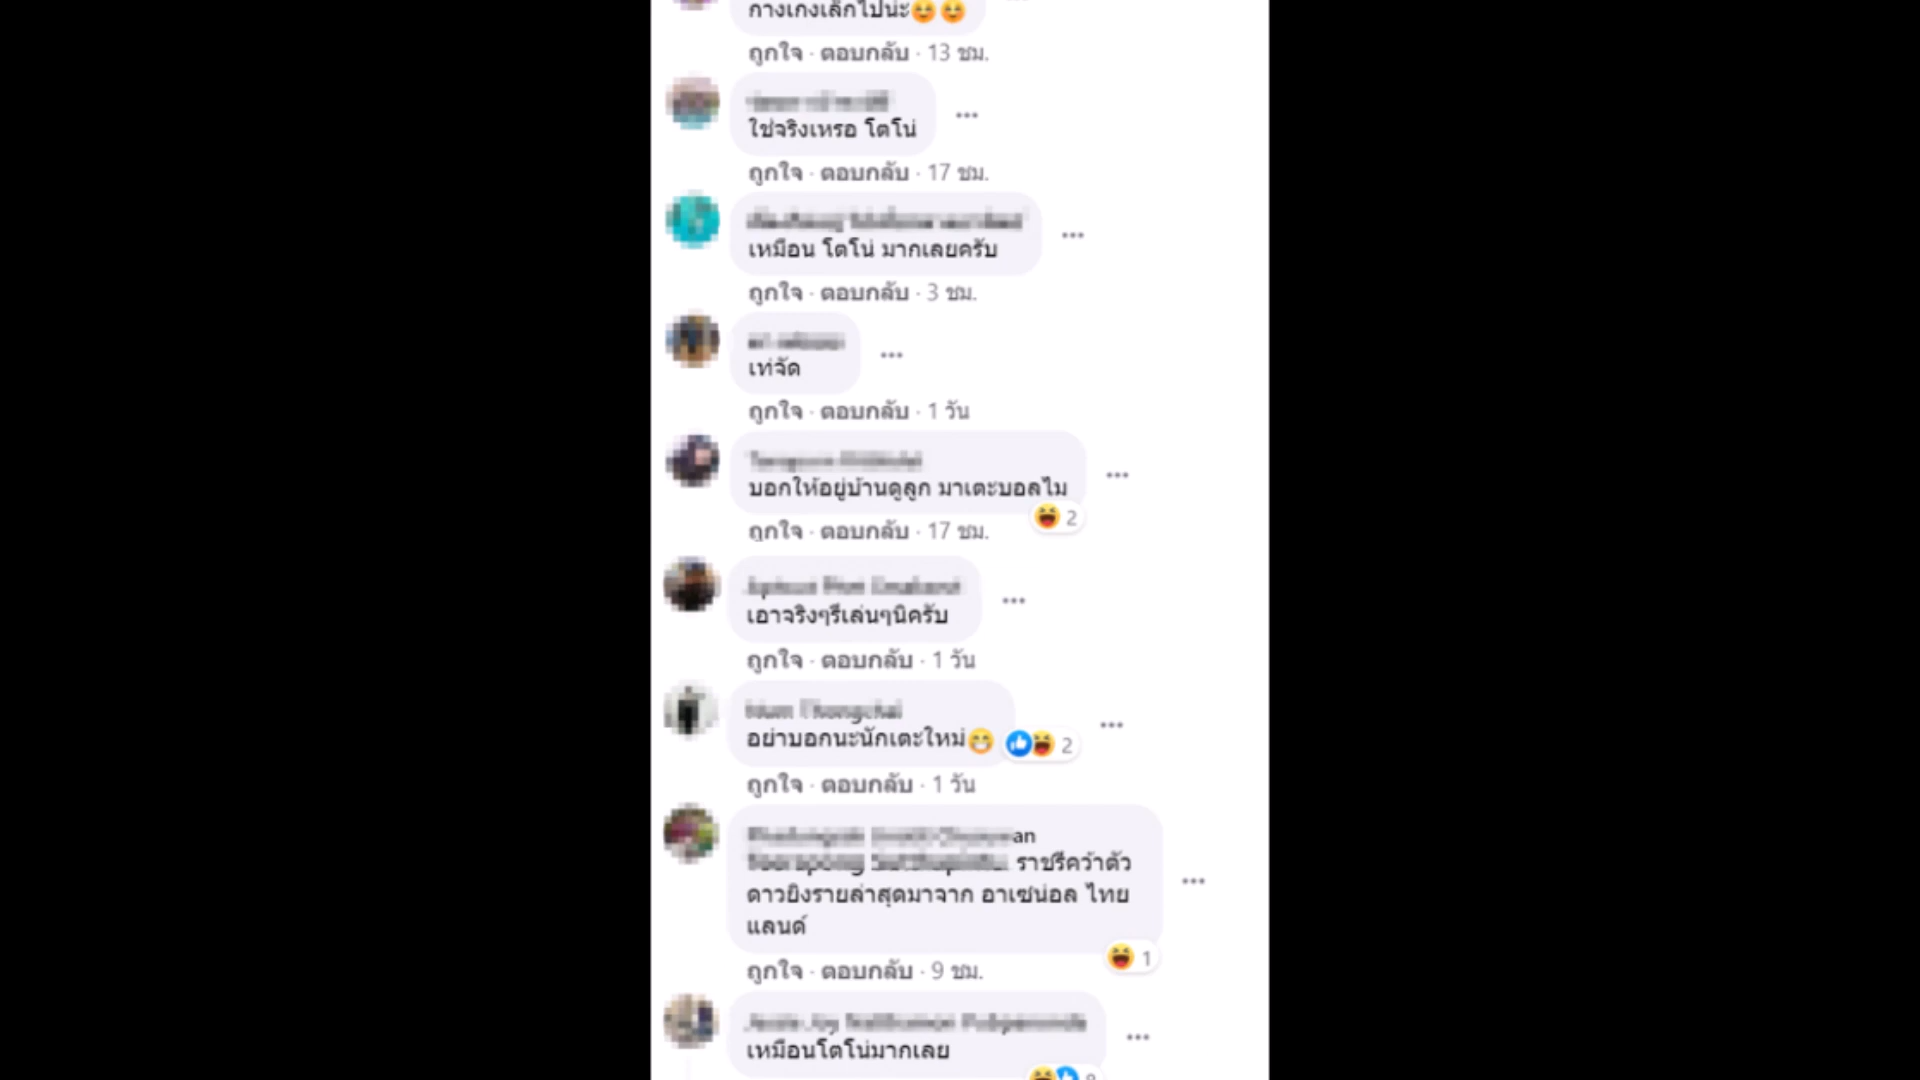 กางเกงเล็กไปน่ะ😊😊
ถูกใจ · ตอบกลับ · 13 ชม.
ใช่จริงเหรอ โตโน่
ถูกใจ · ตอบกลับ · 17 ชม.
เหมือน โตโน่ มากเลยครับ
ถูกใจ · ตอบกลับ · 3 ชม.
เท่จัด
ถูกใจ · ตอบกลับ · 1 วัน
บอกให้อยู่บ้านดูลูก มาเตะบอลไม
2
ถูกใจ · ตอบกลับ · 17 ชม.
เอาจริงๆรึเล่นๆนิครับ
ถูกใจ · ตอบกลับ · 1 วัน
อย่าบอกนะนักเตะใหม่😁
2
ถูกใจ · ตอบกลับ · 1 วัน
an
ราชรีคว้าตัว
ดาวยิงรายล่าสุดมาจาก อาเซน่อล ไทย
แลนด์
1
ถูกใจ · ตอบกลับ · 9 ชม.
เหมือนโตโน่มากเลย